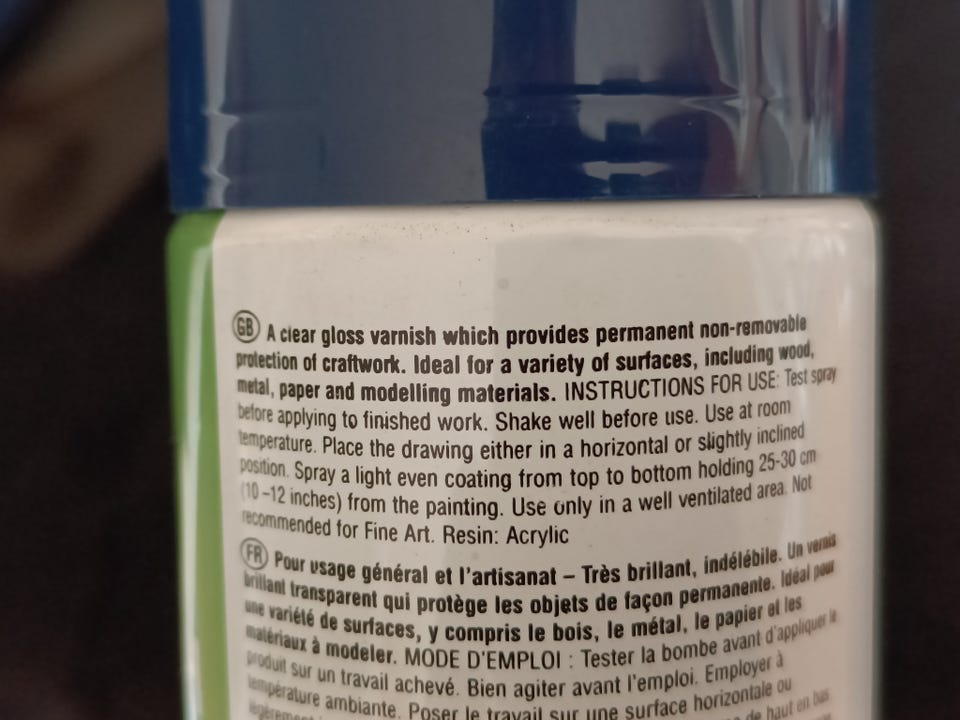 GB A clear gloss varnish which provides permanent non-removable
protection of craftwork. Ideal for a variety of surfaces, including wood,
metal, paper and modelling materials. INSTRUCTIONS FOR USE: Test spray
before applying to finished work. Shake well before use. Use at room
temperature. Place the drawing either in a horizontal or slightly inclined
position. Spray a light even coating from top to bottom holding 25-30 cm
(10–12 inches) from the painting. Use only in a well ventilated area. Not
recommended for Fine Art. Resin: Acrylic
FR Pour usage général et l'artisanat – Très brillant, indélébile. Un vernis
brillant transparent qui protège les objets de façon permanente. Idéal pour
une variété de surfaces, y compris le bois, le métal, le papier et les
matériaux à modeler. MODE D'EMPLOI : Tester la bombe avant d'appliquer le
produit sur un travail achevé. Bien agiter avant l'emploi. Employer à
température ambiante. Poser le travail sur une surface horizontale ou
légèrement de haut en bas